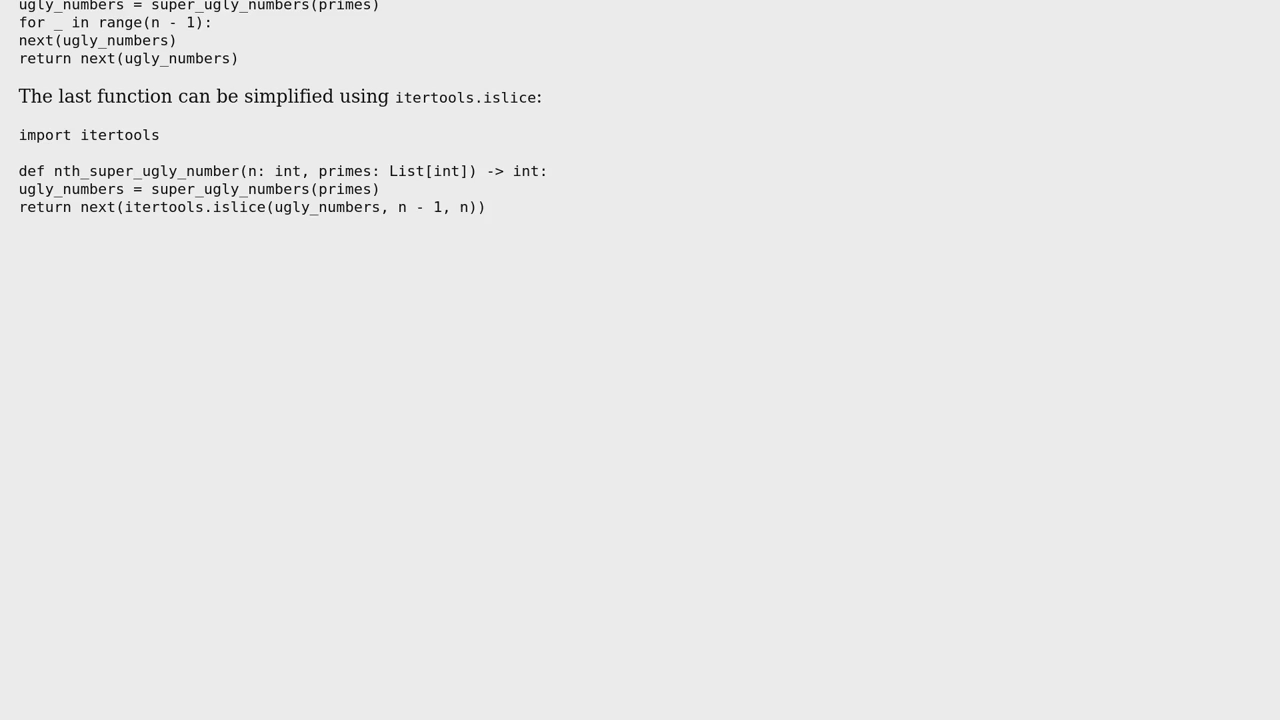 ugly_numbers = super_ugly_numbers(primes)
for _ in range(n - 1):
next(ugly_numbers)
return next(ugly_numbers)
The last function can be simplified using itertools.islice:
import itertools
def nth_super_ugly_number(n: int, primes: List[int]) -> int:
ugly_numbers = super_ugly_numbers(primes)
return next(itertools.islice(ugly_numbers, n - 1, n))